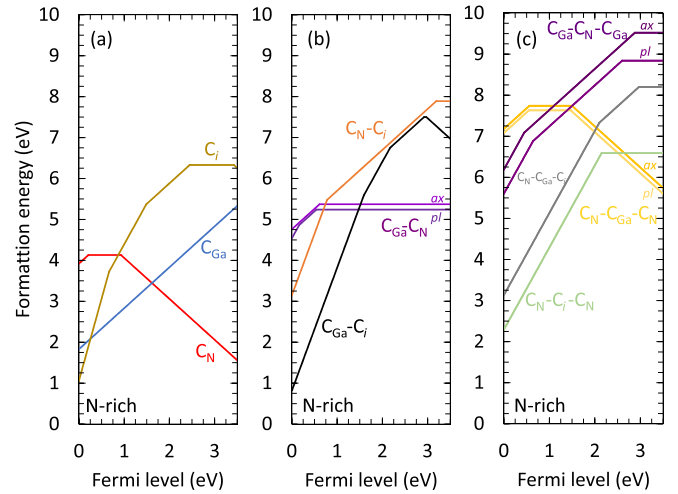 Formattion energy (eV)
(a)
C_i
C_Ga
C_N
N-rich
10
9
8
7
6
5
4
3
2
1
0
0 1 2 3
Fermi level (eV)
(b)
C_N-C_i
ax
pl
C_Ga-C_N
C_Ga-C_i
N-rich
10
9
8
7
6
5
4
3
2
1
0
0 1 2 3
Fermi level (eV)
(c)
C_Ga-C_N-C_Ga
ax
pl
C_N-C_Ga-C_i
ax
pl
C_N-C_Ga-C_N
C_N-C_i-C_N
N-rich
10
9
8
7
6
5
4
3
2
1
0
0 1 2 3
Fermi level (eV)